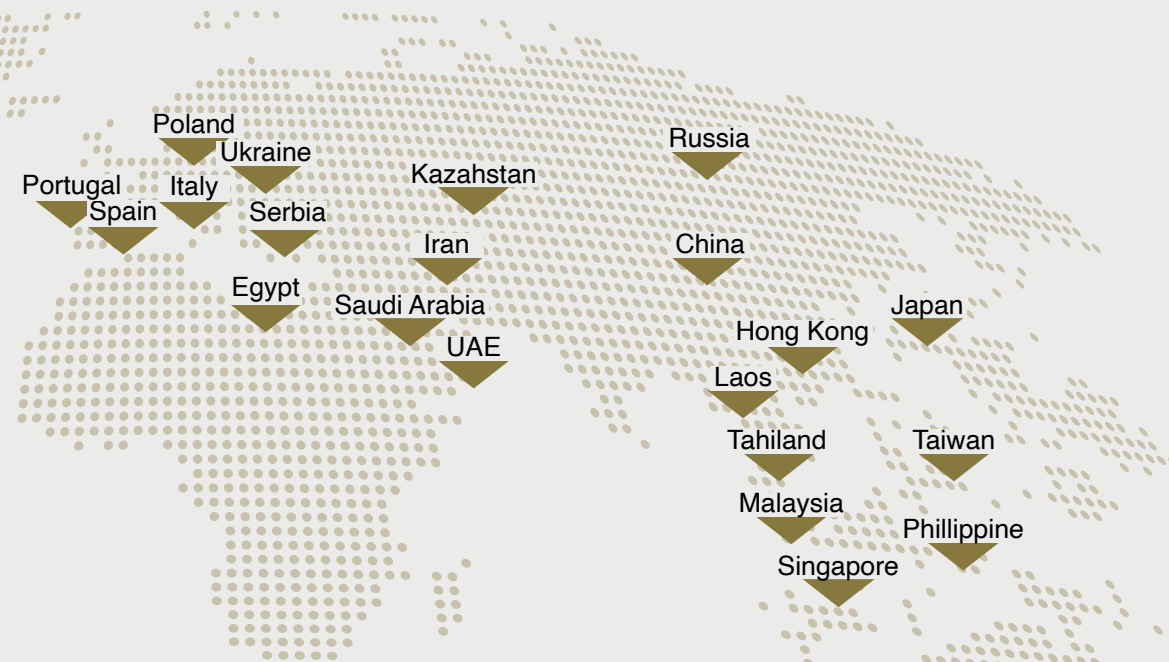 Poland
Ukraine
Russia
Portugal
Italy
Kazahstan
Spain
Serbia
Iran
China
Egypt
Saudi Arabia
Japan
Hong Kong
UAE
Laos
Tahiland
Taiwan
Malaysia
Phillippine
Singapore